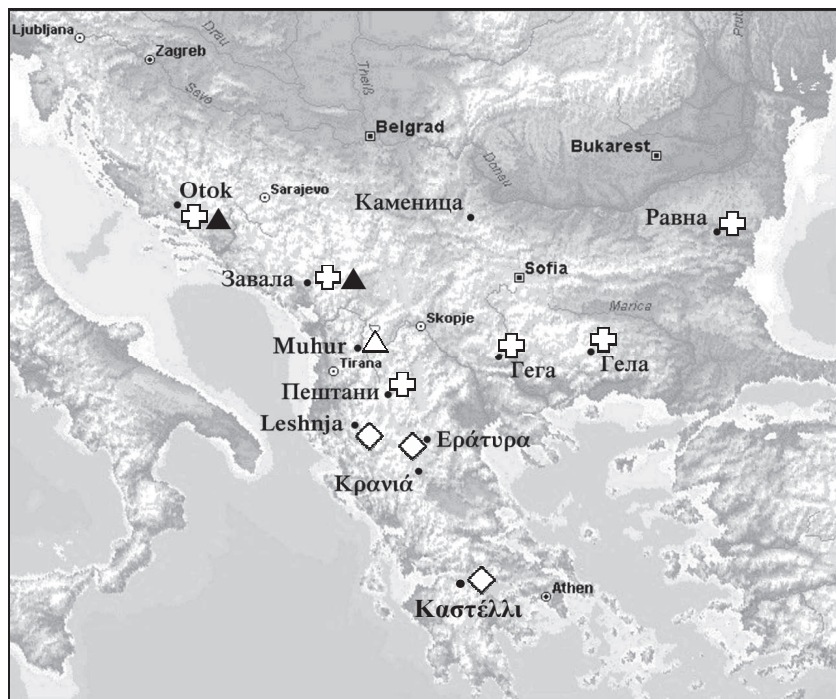 Ljubljana
Zagreb
Drau
Save
Theiß
Prut
Belgrad
Bukarest
Donau
Otok
Sarajevo
Каменица
Равна
Завала
Sofia
Marica
Skopje
Muhur
Tirana
Гега
Гела
Пештани
Leshnja
Εράτυρα
Κρανιά
Καστέλλι
Athen